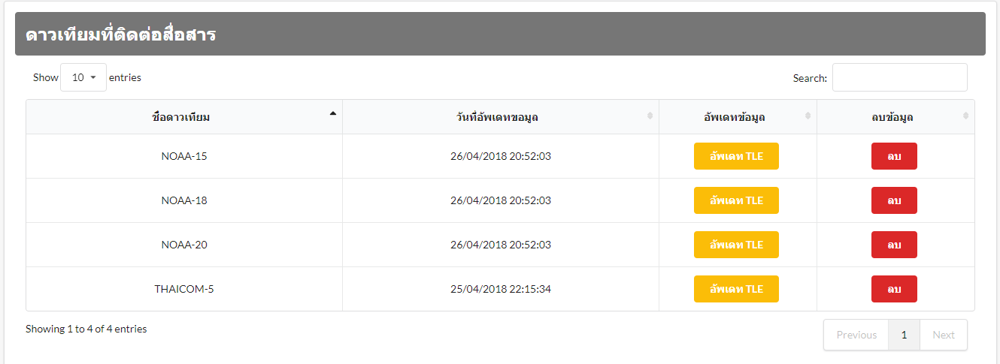 ดาวเทียมที่ติดต่อสื่อสาร
Show 10 entries Search:
ชื่อดาวเทียม วันที่อัพเดทขอมูล อัพเดทข้อมูล ลบข้อมูล
NOAA-15 26/04/2018 20:52:03 อัพเดท TLE ลบ
NOAA-18 26/04/2018 20:52:03 อัพเดท TLE ลบ
NOAA-20 26/04/2018 20:52:03 อัพเดท TLE ลบ
THAICOM-5 25/04/2018 22:15:34 อัพเดท TLE ลบ
Showing 1 to 4 of 4 entries Previous 1 Next